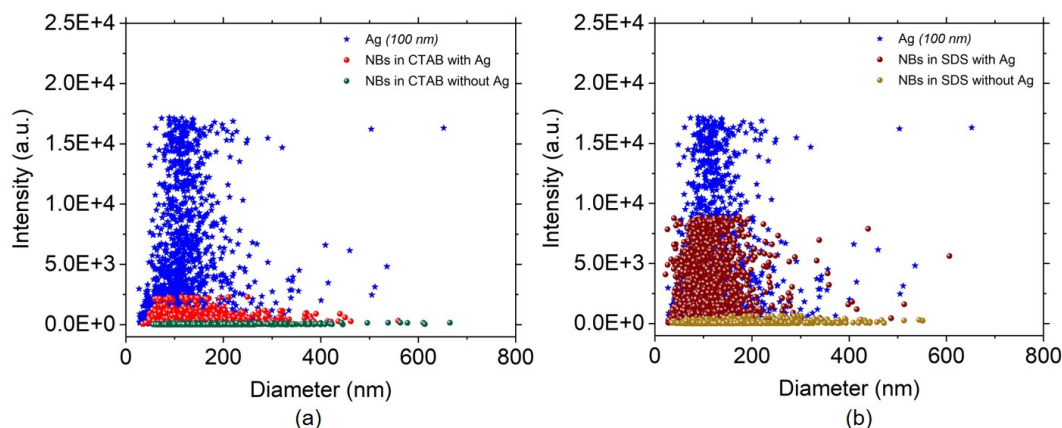 2.5E+4
2.0E+4
1.5E+4
1.0E+4
5.0E+3
0.0E+0
Intensity (a.u.)
Ag (100 nm)
NBs in CTAB with Ag
NBs in CTAB without Ag
0 200 400 600 800
Diameter (nm)
(a)
2.5E+4
2.0E+4
1.5E+4
1.0E+4
5.0E+3
0.0E+0
Intensity (a.u.)
Ag (100 nm)
NBs in SDS with Ag
NBs in SDS without Ag
0 200 400 600 800
Diameter (nm)
(b)